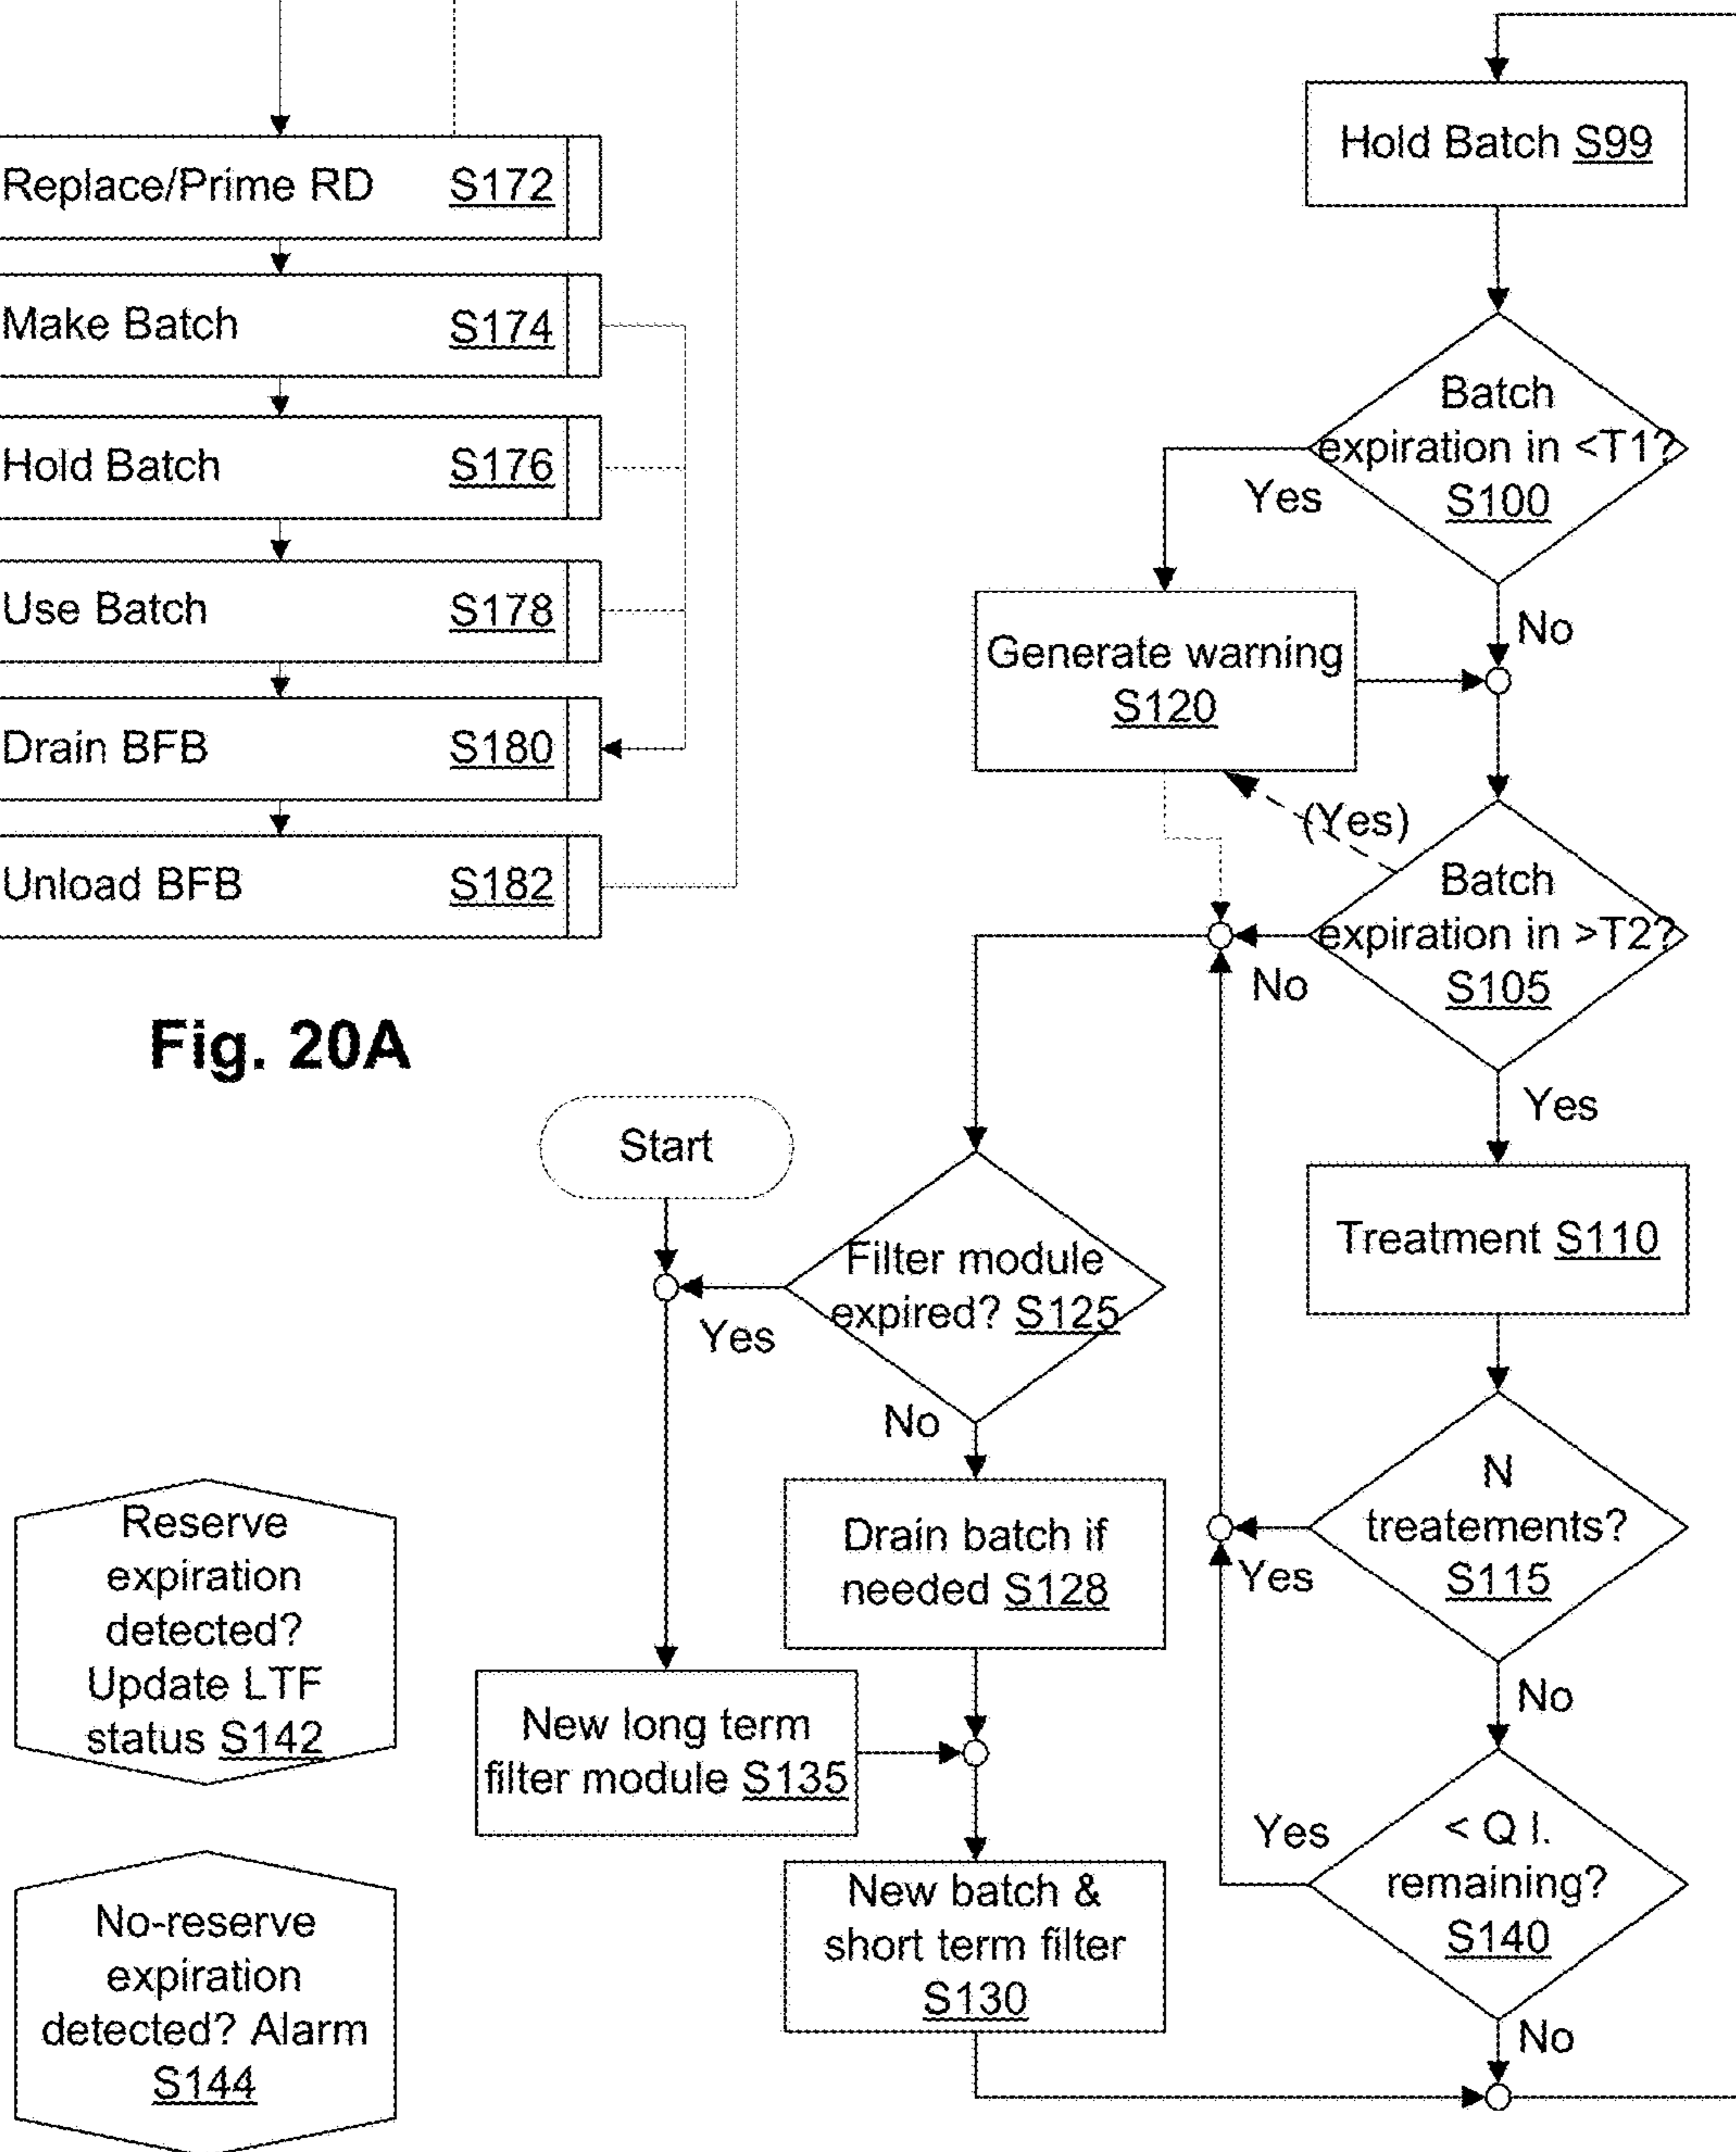 Replace/Prime RD S172
Make Batch S174
Hold Batch S176
Use Batch S178
Drain BFB S180
Unload BFB S182
Fig. 20A
Hold Batch S99
Batch
expiration in <T1?
S100
Yes
No
Generate warning
S120
(Yes)
Batch
expiration in >T2?
S105
No
Yes
Start
Filter module
expired? S125
Yes
No
Treatment S110
Drain batch if
needed S128
N
treatements?
S115
Yes
No
New long term
filter module S135
New batch &
short term filter
S130
< Q l.
remaining?
S140
Yes
No
Reserve
expiration
detected?
Update LTF
status S142
No-reserve
expiration
detected? Alarm
S144